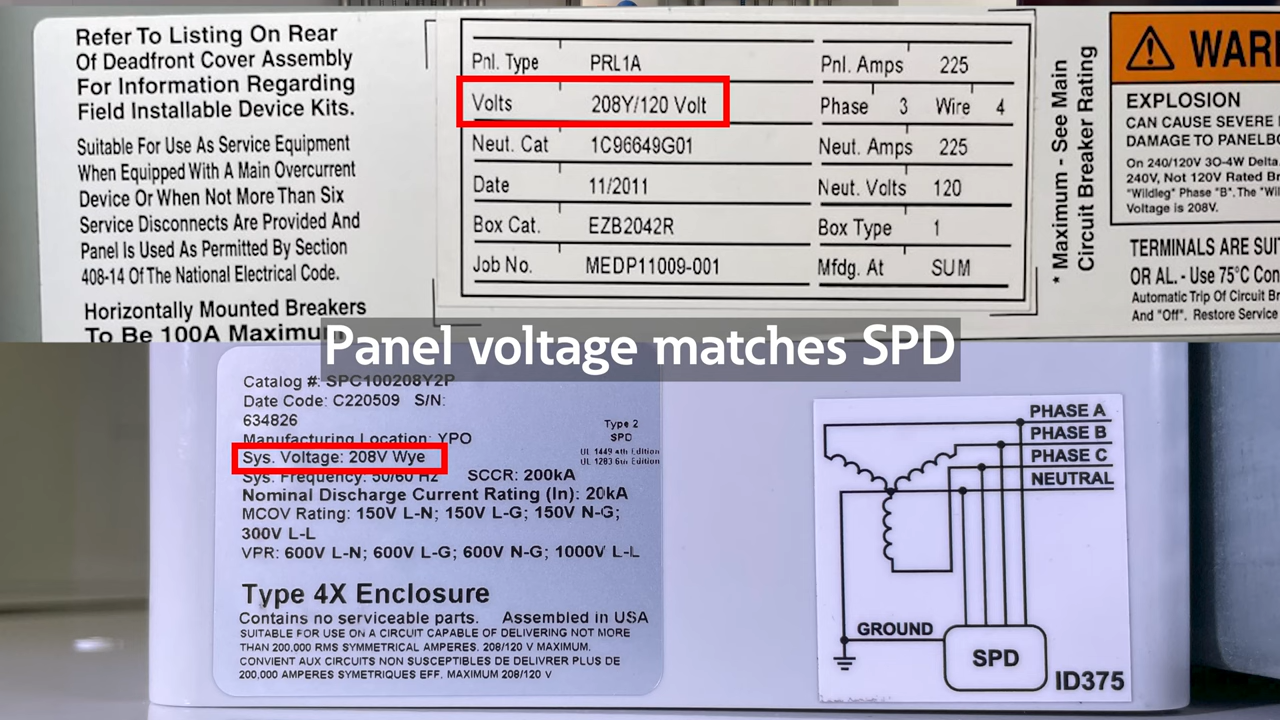 Refer To Listing On Rear
Of Deadfront Cover Assembly
For Information Regarding
Field Installable Device Kits.
Suitable For Use As Service Equipment
When Equipped With A Main Overcurrent
Device Or When Not More Than Six
Service Disconnects Are Provided And
Panel Is Used As Permitted By Section
408-14 Of The National Electrical Code.
Horizontally Mounted Breakers
To Be 100A Maximum
Pnl. Type PRL1A Pnl. Amps 225
Volts 208Y/120 Volt Phase 3 Wire 4
Neut. Cat 1C96649G01 Neut. Amps 225
Date 11/2011 Neut. Volts 120
Box Cat. EZB2042R Box Type 1
Job No. MEDP11009-001 Mfdg. At SUM
* Maximum - See Main
Circuit Breaker Rating
WAR
EXPLOSION
CAN CAUSE SEVERE
DAMAGE TO PANELB
On 240/120V 3O-4W Delta
240V, Not 120V Rated B
"Wildleg" Phase "B". The "Wi
Voltage is 208V.
TERMINALS ARE SUI
OR AL. - Use 75°C Con
Automatic Trip Of Circuit B
And "Off". Restore Service
Panel voltage matches SPD
Catalog #: SPC100208Y2P
Date Code: C220509 S/N:
634826
Manufacturing Location: YPO
Sys. Voltage: 208V Wye
Sys. Frequency: 50/60 Hz SCCR: 200kA
Type 2
SPD
UL 1449 4th Edition
UL 1283 6th Edition
Nominal Discharge Current Rating (In): 20kA
MCOV Rating: 150V L-N; 150V L-G; 150V N-G;
300V L-L
VPR: 600V L-N; 600V L-G; 600V N-G; 1000V L-L
Type 4X Enclosure
Contains no serviceable parts. Assembled in USA
SUITABLE FOR USE ON A CIRCUIT CAPABLE OF DELIVERING NOT MORE
THAN 200,000 RMS SYMMETRICAL AMPERES. 208/120 V MAXIMUM.
CONVIENT AUX CIRCUITS NON SUSCEPTIBLES DE DELIVRER PLUS DE
200,000 AMPERES SYMETRIQUES EFF. MAXIMUM 208/120 V
PHASE A
PHASE B
PHASE C
NEUTRAL
GROUND
SPD
ID375